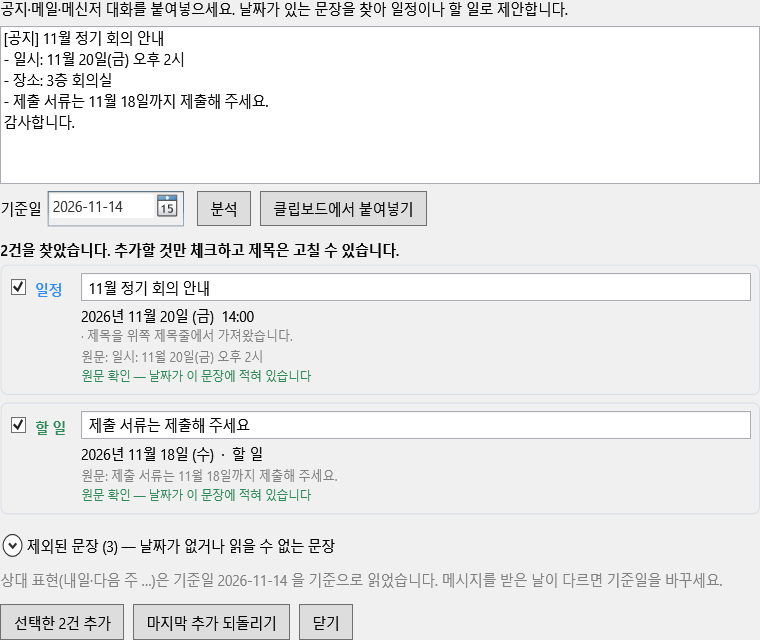 공지·메일·메신저 대화를 붙여넣으세요. 날짜가 있는 문장을 찾아 일정이나 할 일로 제안합니다.
[공지] 11월 정기 회의 안내
- 일시: 11월 20일(금) 오후 2시
- 장소: 3층 회의실
- 제출 서류는 11월 18일까지 제출해 주세요.
감사합니다.
기준일 2026-11-14 15 분석 클립보드에서 붙여넣기
2건을 찾았습니다. 추가할 것만 체크하고 제목은 고칠 수 있습니다.
일정 11월 정기 회의 안내
2026년 11월 20일 (금) 14:00
· 제목을 위쪽 제목줄에서 가져왔습니다.
원문: 일시: 11월 20일(금) 오후 2시
원문 확인 — 날짜가 이 문장에 적혀 있습니다
할 일 제출 서류는 제출해 주세요
2026년 11월 18일 (수) · 할 일
원문: 제출 서류는 11월 18일까지 제출해 주세요.
원문 확인 — 날짜가 이 문장에 적혀 있습니다
제외된 문장 (3) — 날짜가 없거나 읽을 수 없는 문장
상대 표현(내일·다음 주 ...)은 기준일 2026-11-14 을 기준으로 읽었습니다. 메시지를 받은 날이 다르면 기준일을 바꾸세요.
선택한 2건 추가 마지막 추가 되돌리기 닫기